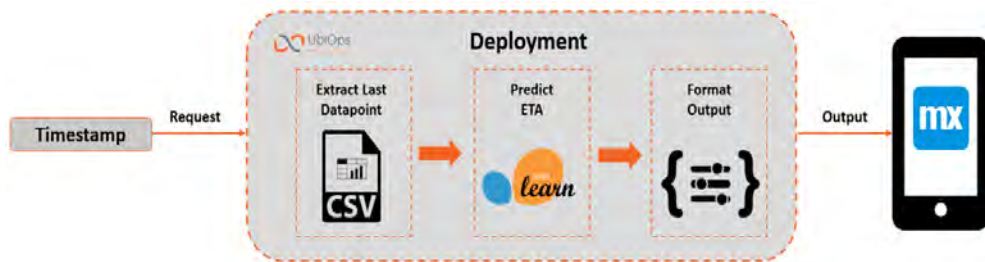 UbiOps
Deployment
Extract Last
Datapoint
Predict
ETA
Format
Output
Request
Output
Timestamp
CSV
learn
mx